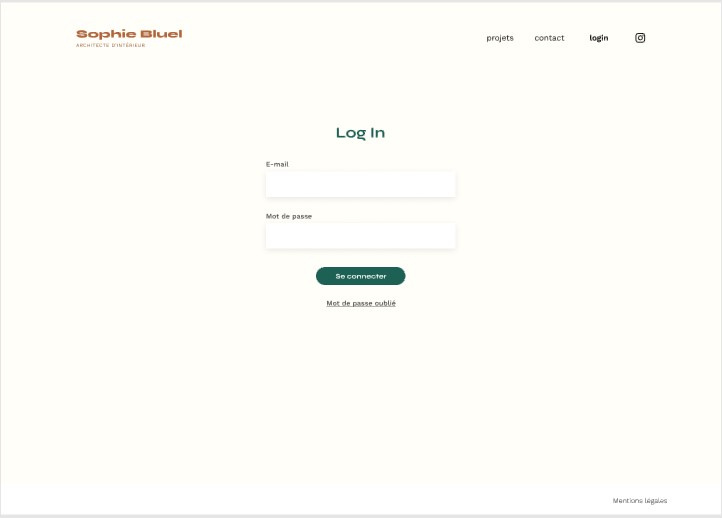 Sophie Bluel
ARCHITECTE D'INTÉRIEUR
projets contact login
Log In
E-mail
Mot de passe
Se connecter
Mot de passe oublié
Mentions légales